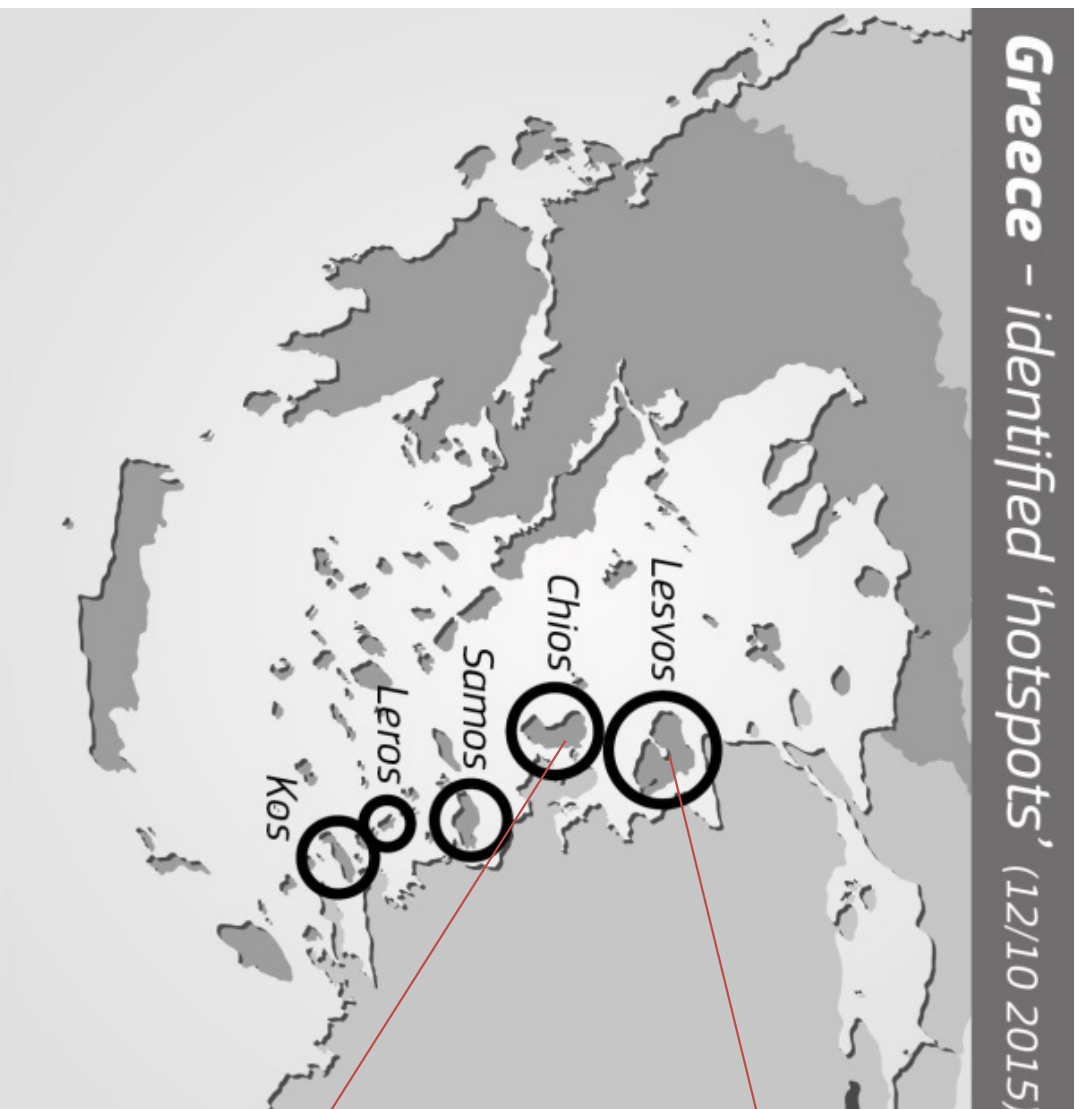 Greece - identified ‘hotspots’ (12/10 2015,
Lesvos
Chios
Samos
Leros
Kos